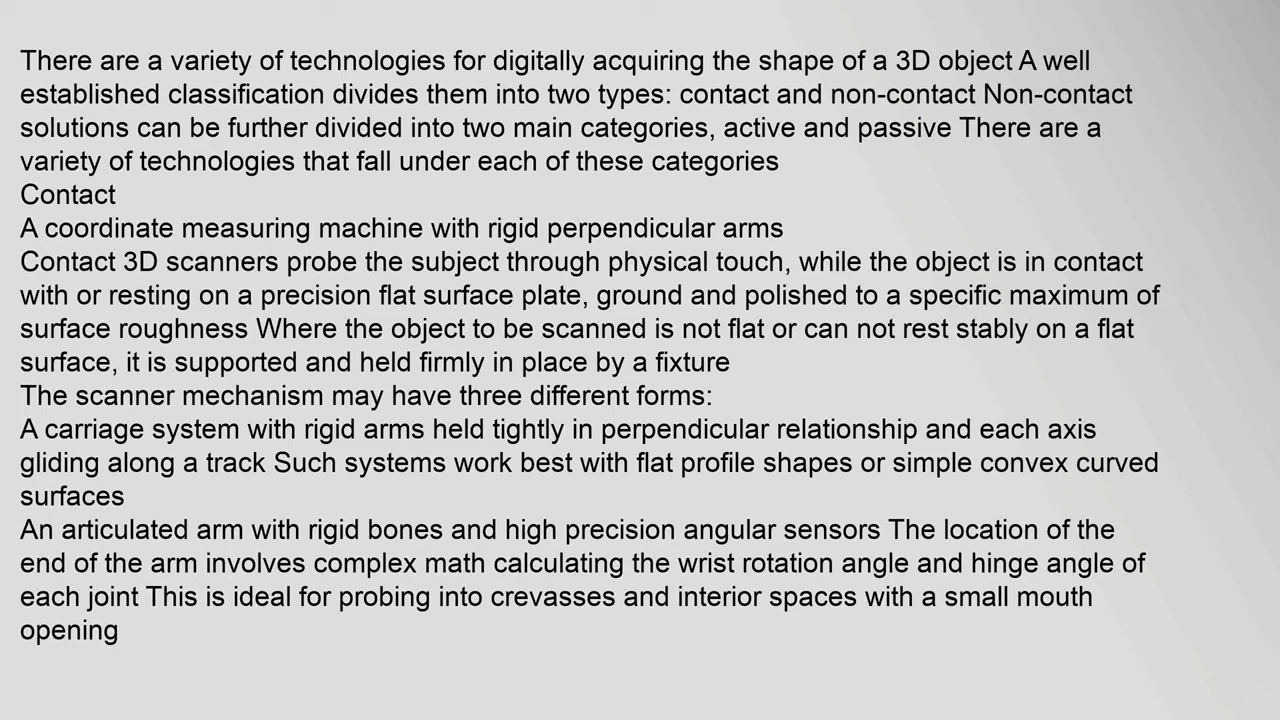 There are a variety of technologies for digitally acquiring the shape of a 3D object A well
established classification divides them into two types: contact and non-contact Non-contact
solutions can be further divided into two main categories, active and passive There are a
variety of technologies that fall under each of these categories
Contact
A coordinate measuring machine with rigid perpendicular arms
Contact 3D scanners probe the subject through physical touch, while the object is in contact
with or resting on a precision flat surface plate, ground and polished to a specific maximum of
surface roughness Where the object to be scanned is not flat or can not rest stably on a flat
surface, it is supported and held firmly in place by a fixture
The scanner mechanism may have three different forms:
A carriage system with rigid arms held tightly in perpendicular relationship and each axis
gliding along a track Such systems work best with flat profile shapes or simple convex curved
surfaces
An articulated arm with rigid bones and high precision angular sensors The location of the
end of the arm involves complex math calculating the wrist rotation angle and hinge angle of
each joint This is ideal for probing into crevasses and interior spaces with a small mouth
opening